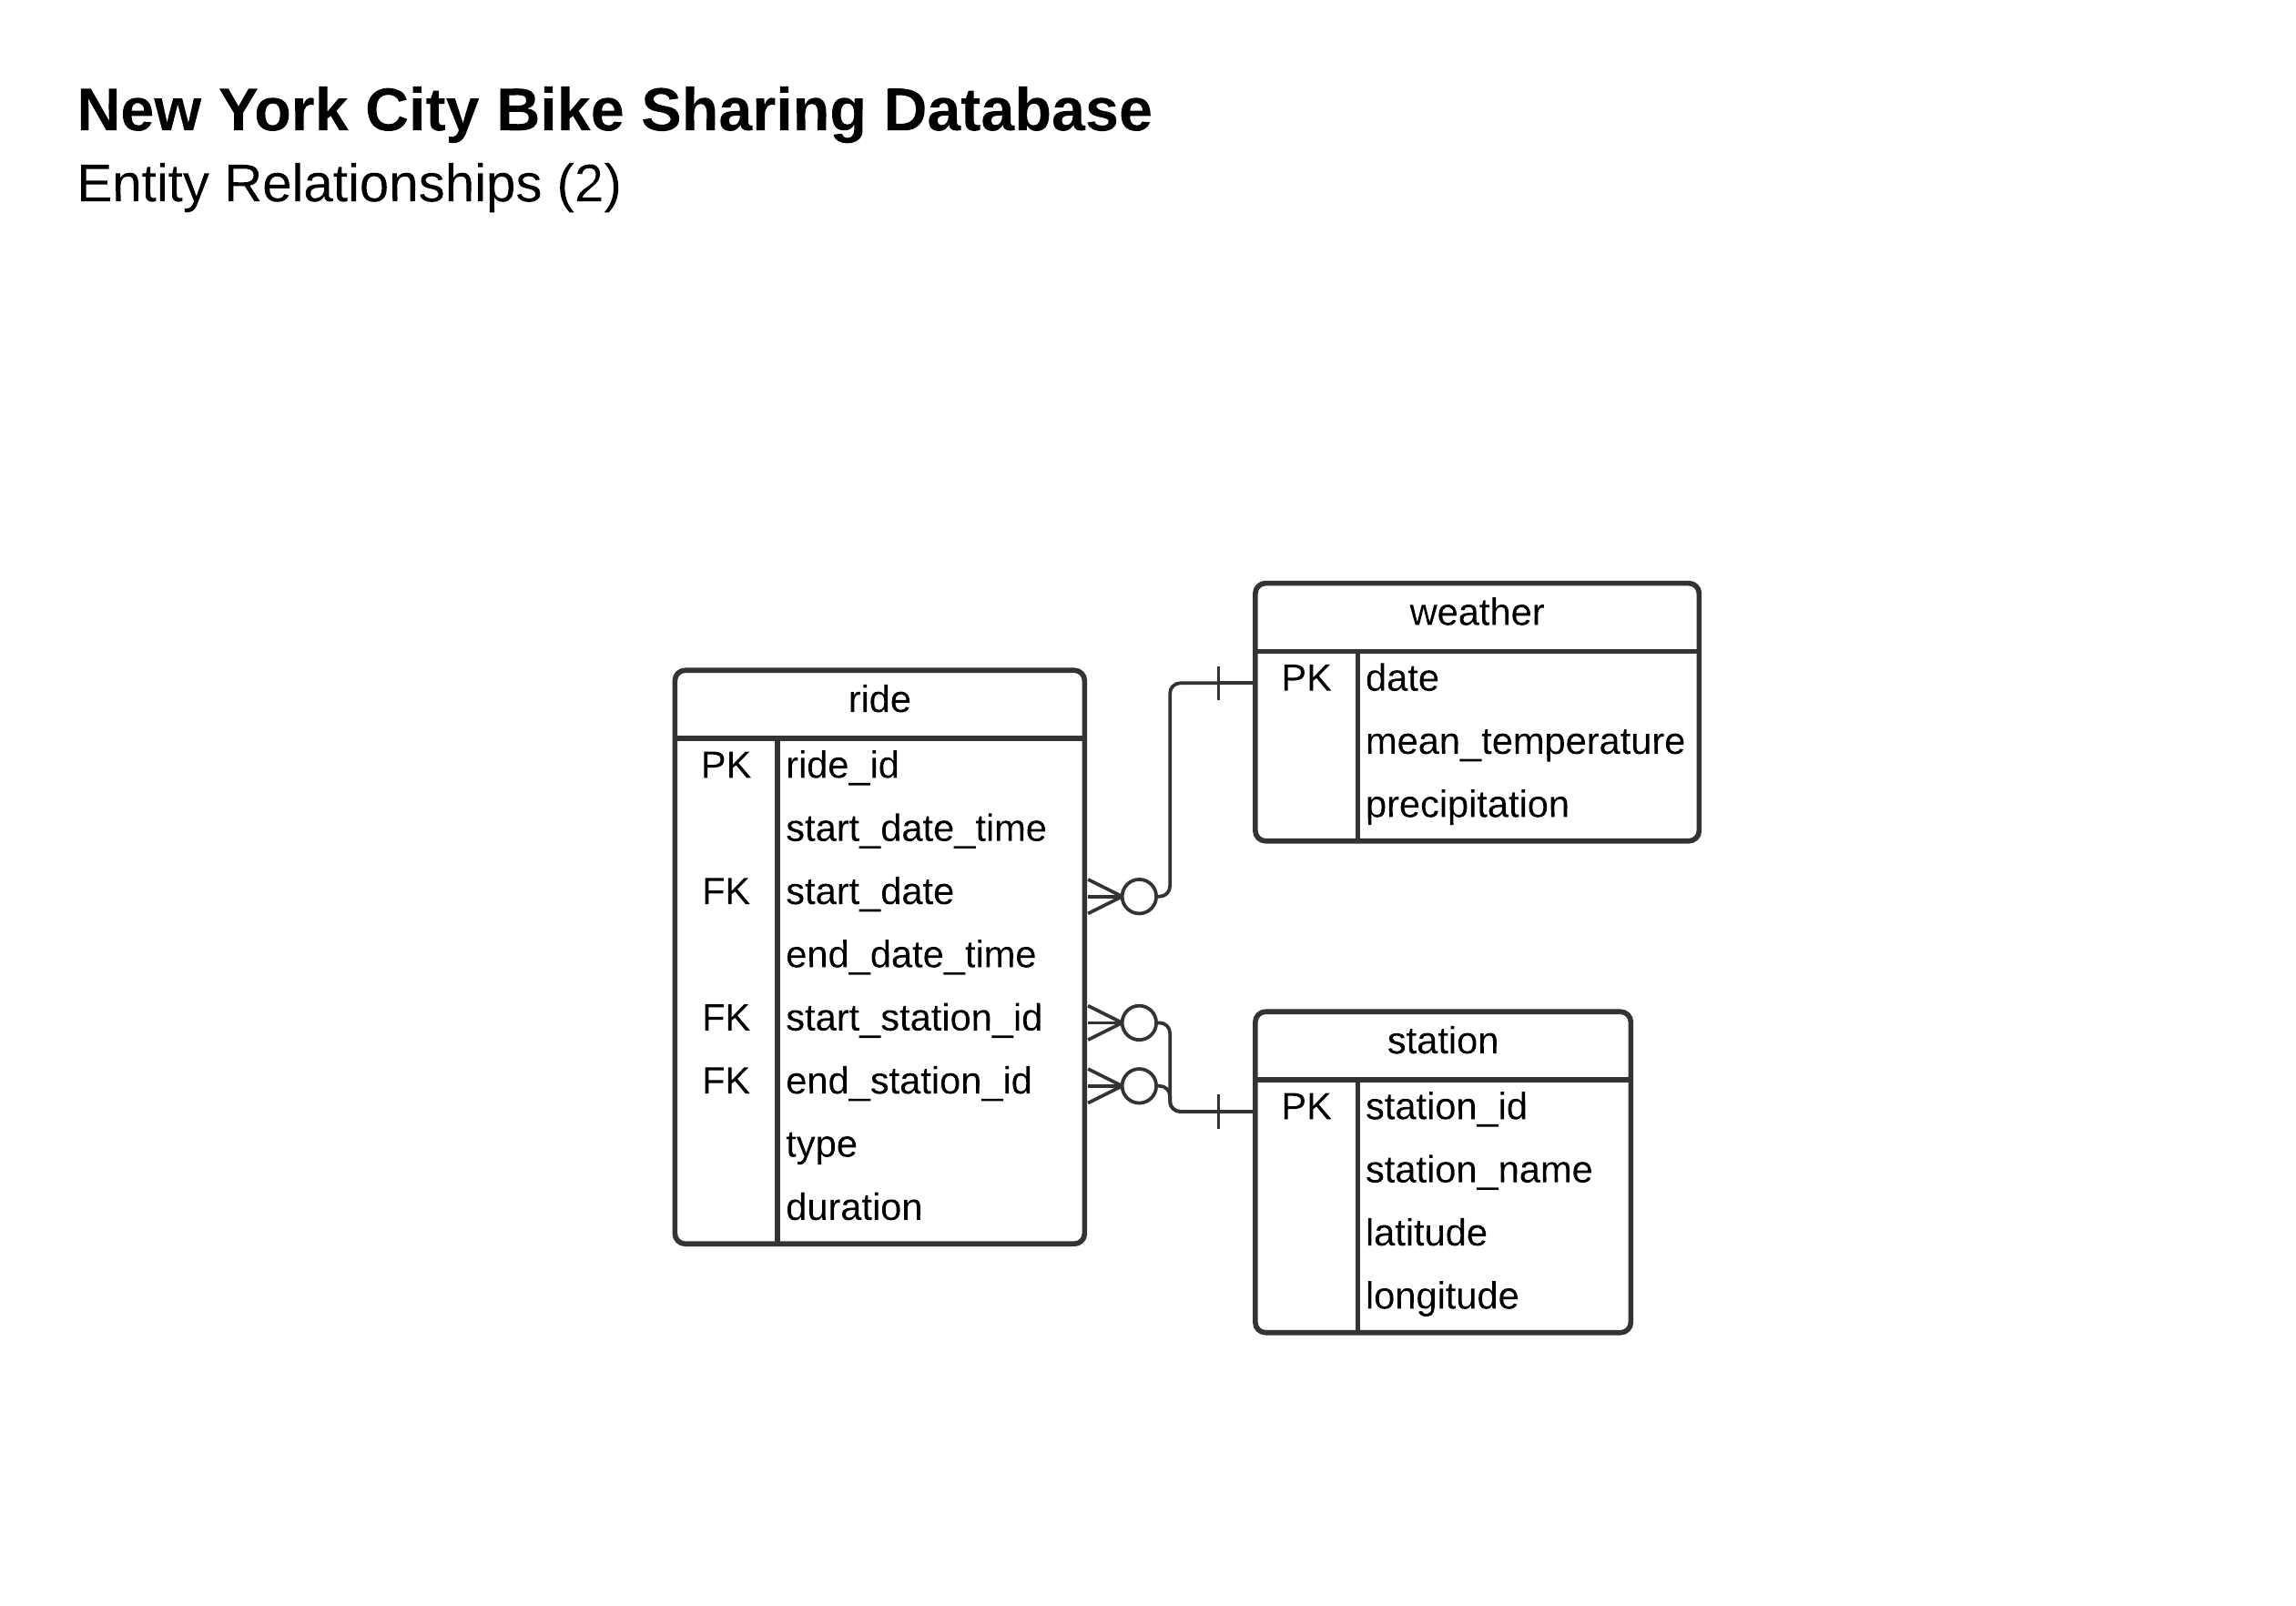 New York City Bike Sharing Database
Entity Relationships (2)
ride
PK ride_id
start_date_time
FK start_date
end_date_time
FK start_station_id
FK end_station_id
type
duration
weather
PK date
mean_temperature
precipitation
station
PK station_id
station_name
latitude
longitude